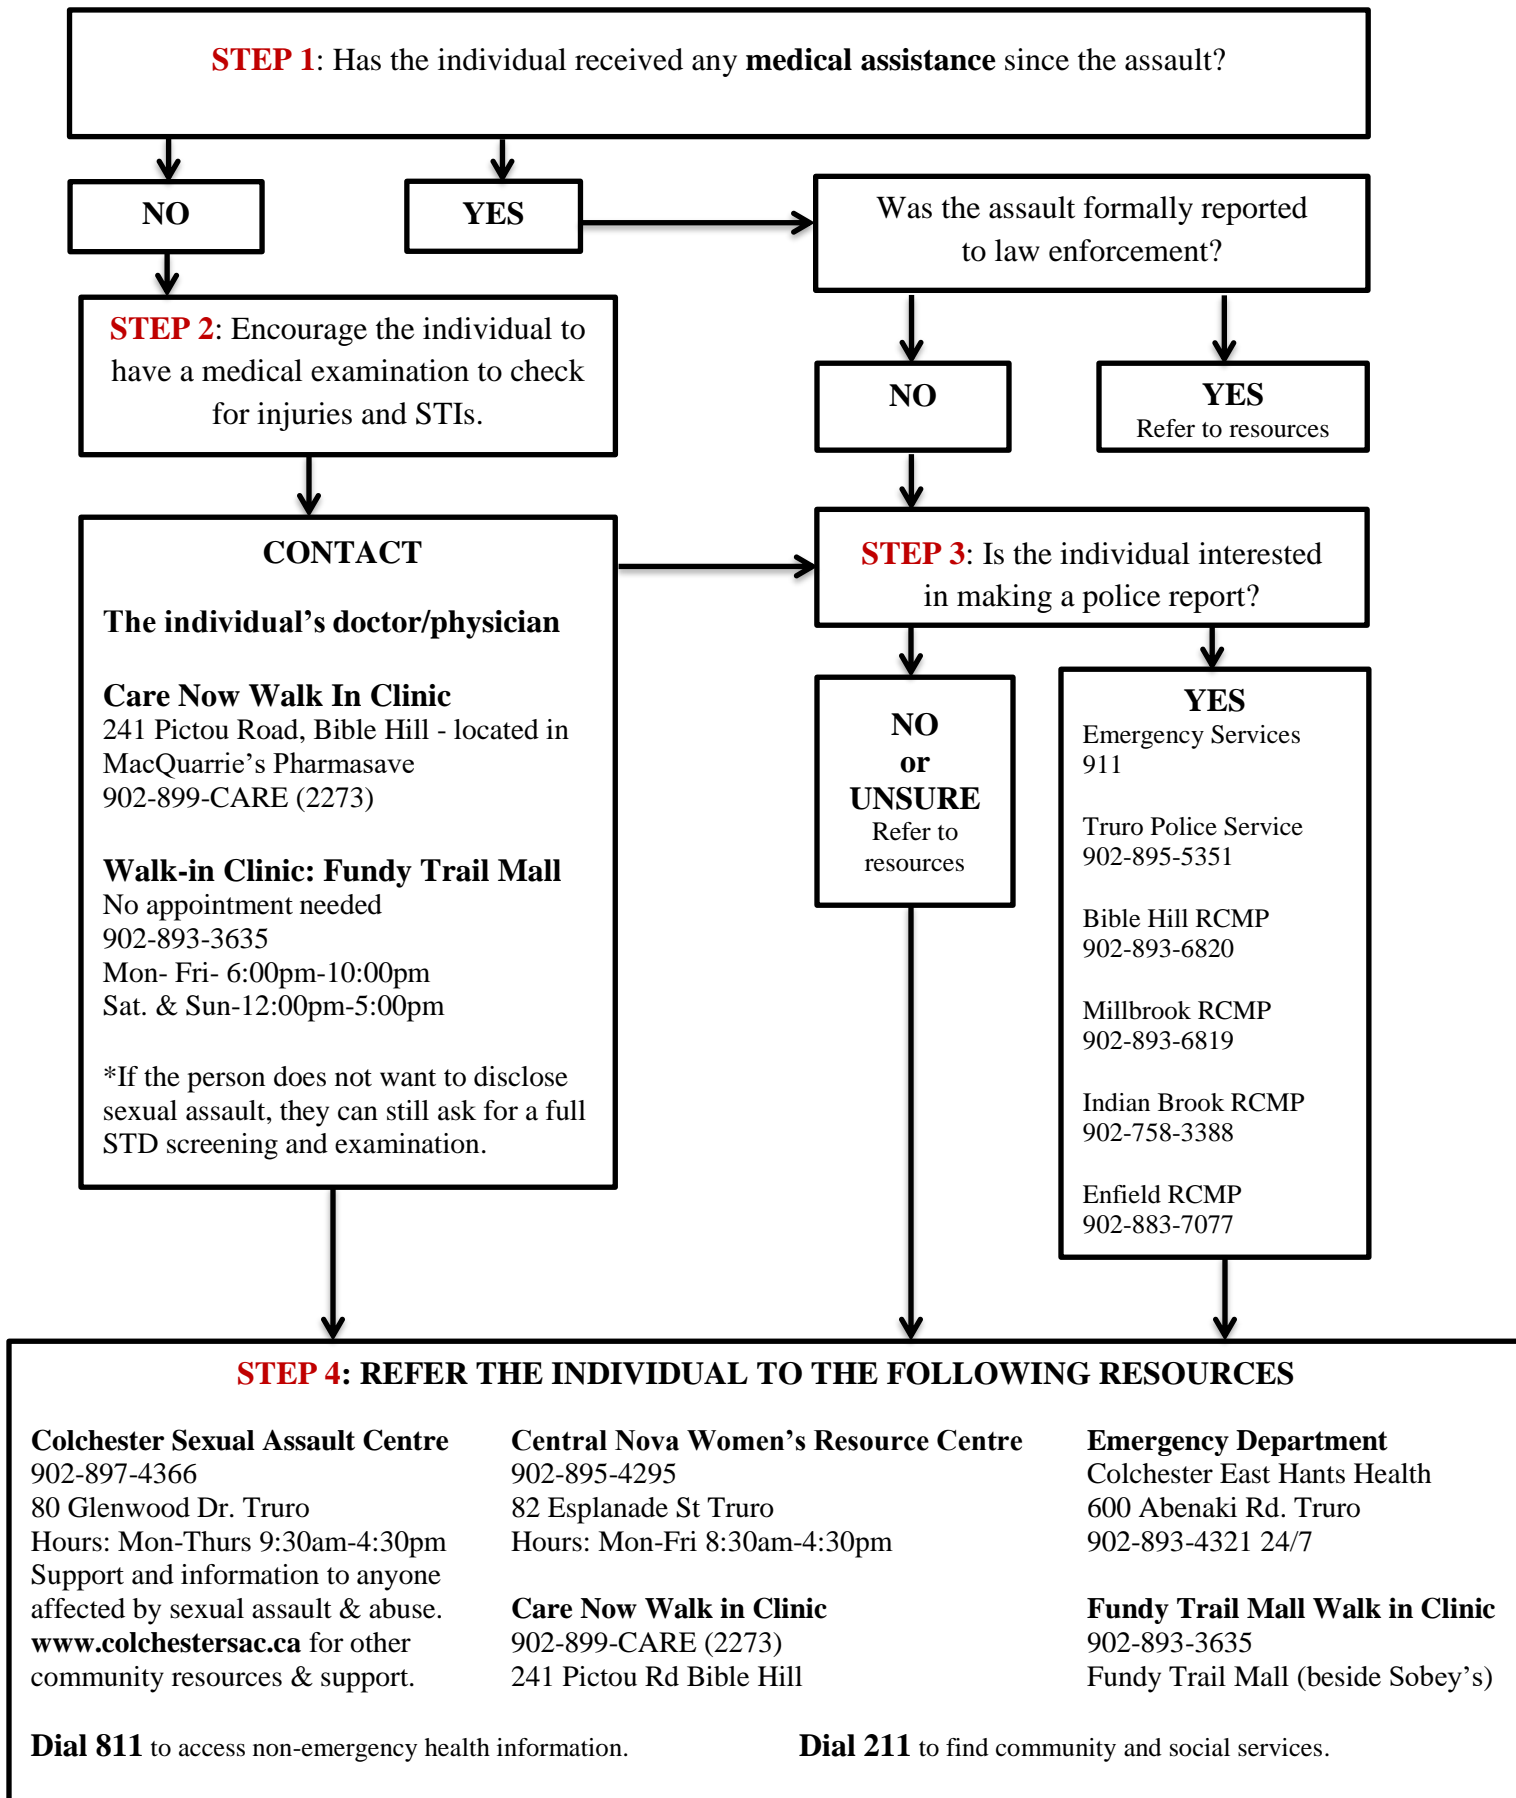 STEP 1: Has the individual received any medical assistance since the assault?
NO
YES
Was the assault formally reported
to law enforcement?
STEP 2: Encourage the individual to
have a medical examination to check
for injuries and STIs.
NO
YES
Refer to resources
CONTACT
The individual's doctor/physician
Care Now Walk In Clinic
241 Pictou Road, Bible Hill - located in
MacQuarrie's Pharmasave
902-899-CARE (2273)
Walk-in Clinic: Fundy Trail Mall
No appointment needed
902-893-3635
Mon- Fri- 6:00pm-10:00pm
Sat. & Sun-12:00pm-5:00pm
*If the person does not want to disclose
sexual assault, they can still ask for a full
STD screening and examination.
STEP 3: Is the individual interested
in making a police report?
NO
or
UNSURE
Refer to
resources
YES
Emergency Services
911
Truro Police Service
902-895-5351
Bible Hill RCMP
902-893-6820
Millbrook RCMP
902-893-6819
Indian Brook RCMP
902-758-3388
Enfield RCMP
902-883-7077
STEP 4: REFER THE INDIVIDUAL TO THE FOLLOWING RESOURCES
Colchester Sexual Assault Centre
902-897-4366
80 Glenwood Dr. Truro
Hours: Mon-Thurs 9:30am-4:30pm
Support and information to anyone
affected by sexual assault & abuse.
www.colchestersac.ca for other
community resources & support.
Central Nova Women's Resource Centre
902-895-4295
82 Esplanade St Truro
Hours: Mon-Fri 8:30am-4:30pm
Care Now Walk in Clinic
902-899-CARE (2273)
241 Pictou Rd Bible Hill
Emergency Department
Colchester East Hants Health
600 Abenaki Rd. Truro
902-893-4321 24/7
Fundy Trail Mall Walk in Clinic
902-893-3635
Fundy Trail Mall (beside Sobey's)
Dial 811 to access non-emergency health information.
Dial 211 to find community and social services.